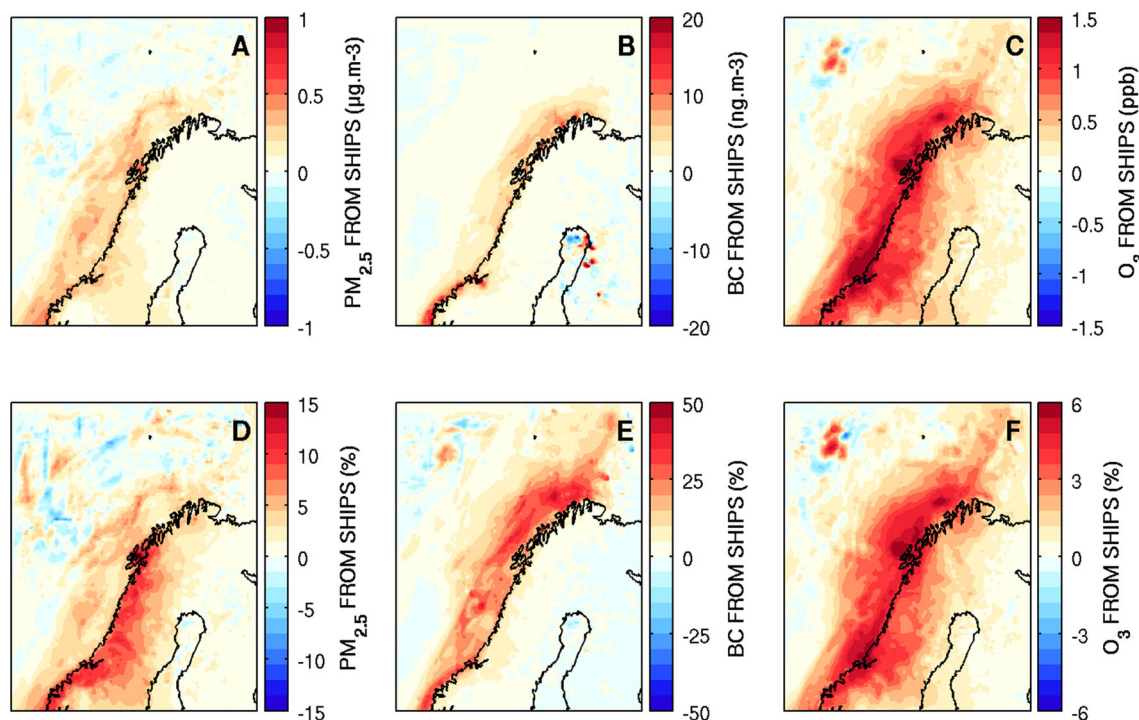 A
1
0.5
0
-0.5
-1
PM2.5 FROM SHIPS (µg.m-3)
B
20
10
0
-10
-20
BC FROM SHIPS (ng.m-3)
C
1.5
1
0.5
0
-0.5
-1
-1.5
O3 FROM SHIPS (ppb)
D
15
10
5
0
-5
-10
-15
PM2.5 FROM SHIPS (%)
E
50
25
0
-25
-50
BC FROM SHIPS (%)
F
6
3
0
-3
-6
O3 FROM SHIPS (%)